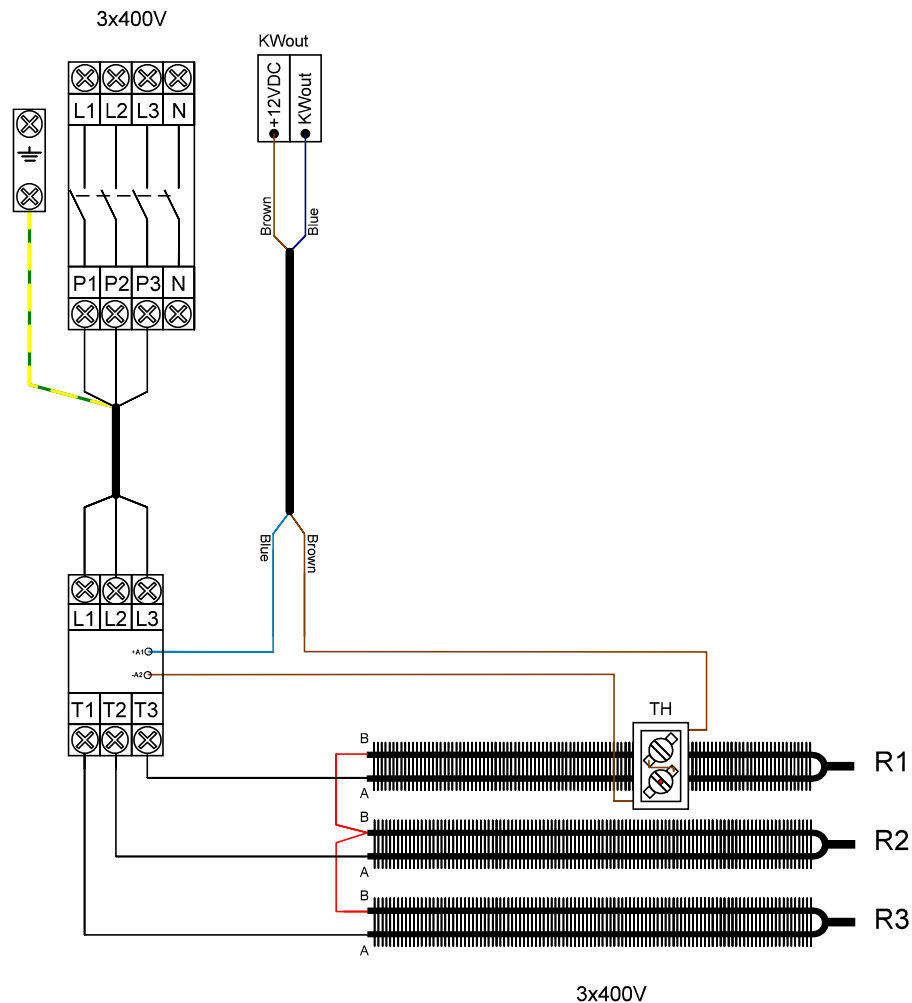 3x400V
KWout
+12VDC
KWout
L1 L2 L3 N
Brown
Blue
P1 P2 P3 N
Blue
Brown
L1 L2 L3
+A1
-A2
T1 T2 T3
TH
B
R1
A
B
R2
A
B
R3
A
3x400V